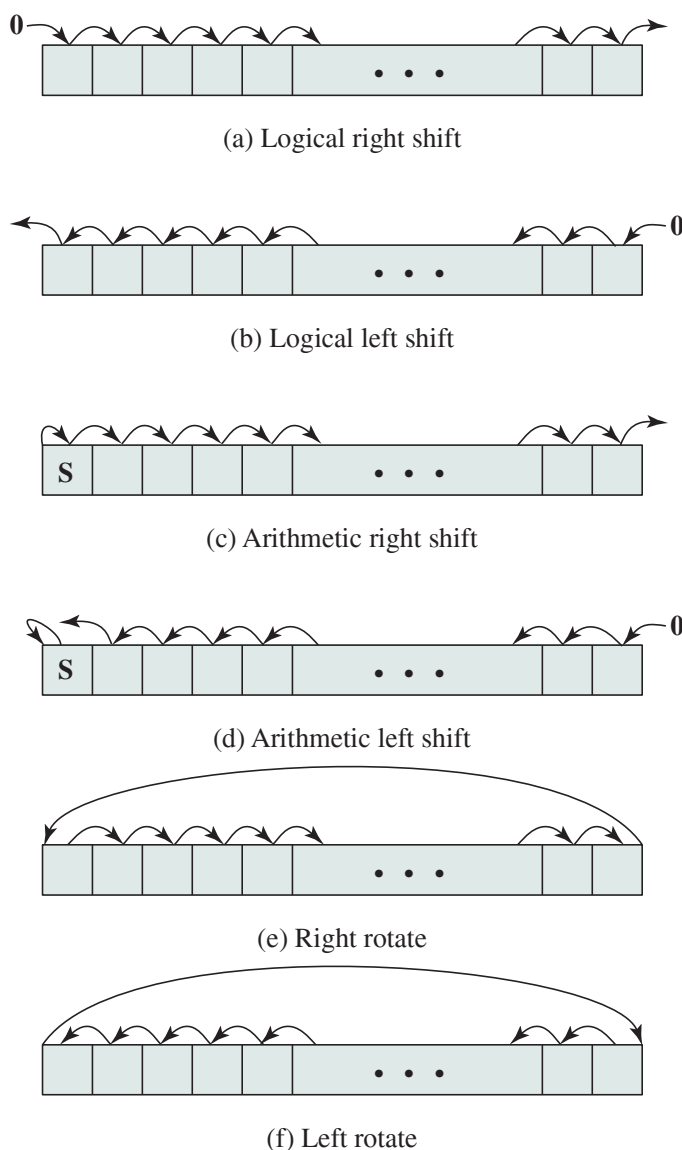 0
• • •
(a) Logical right shift
0
• • •
(b) Logical left shift
S
• • •
(c) Arithmetic right shift
0
S
• • •
(d) Arithmetic left shift
• • •
(e) Right rotate
• • •
(f) Left rotate